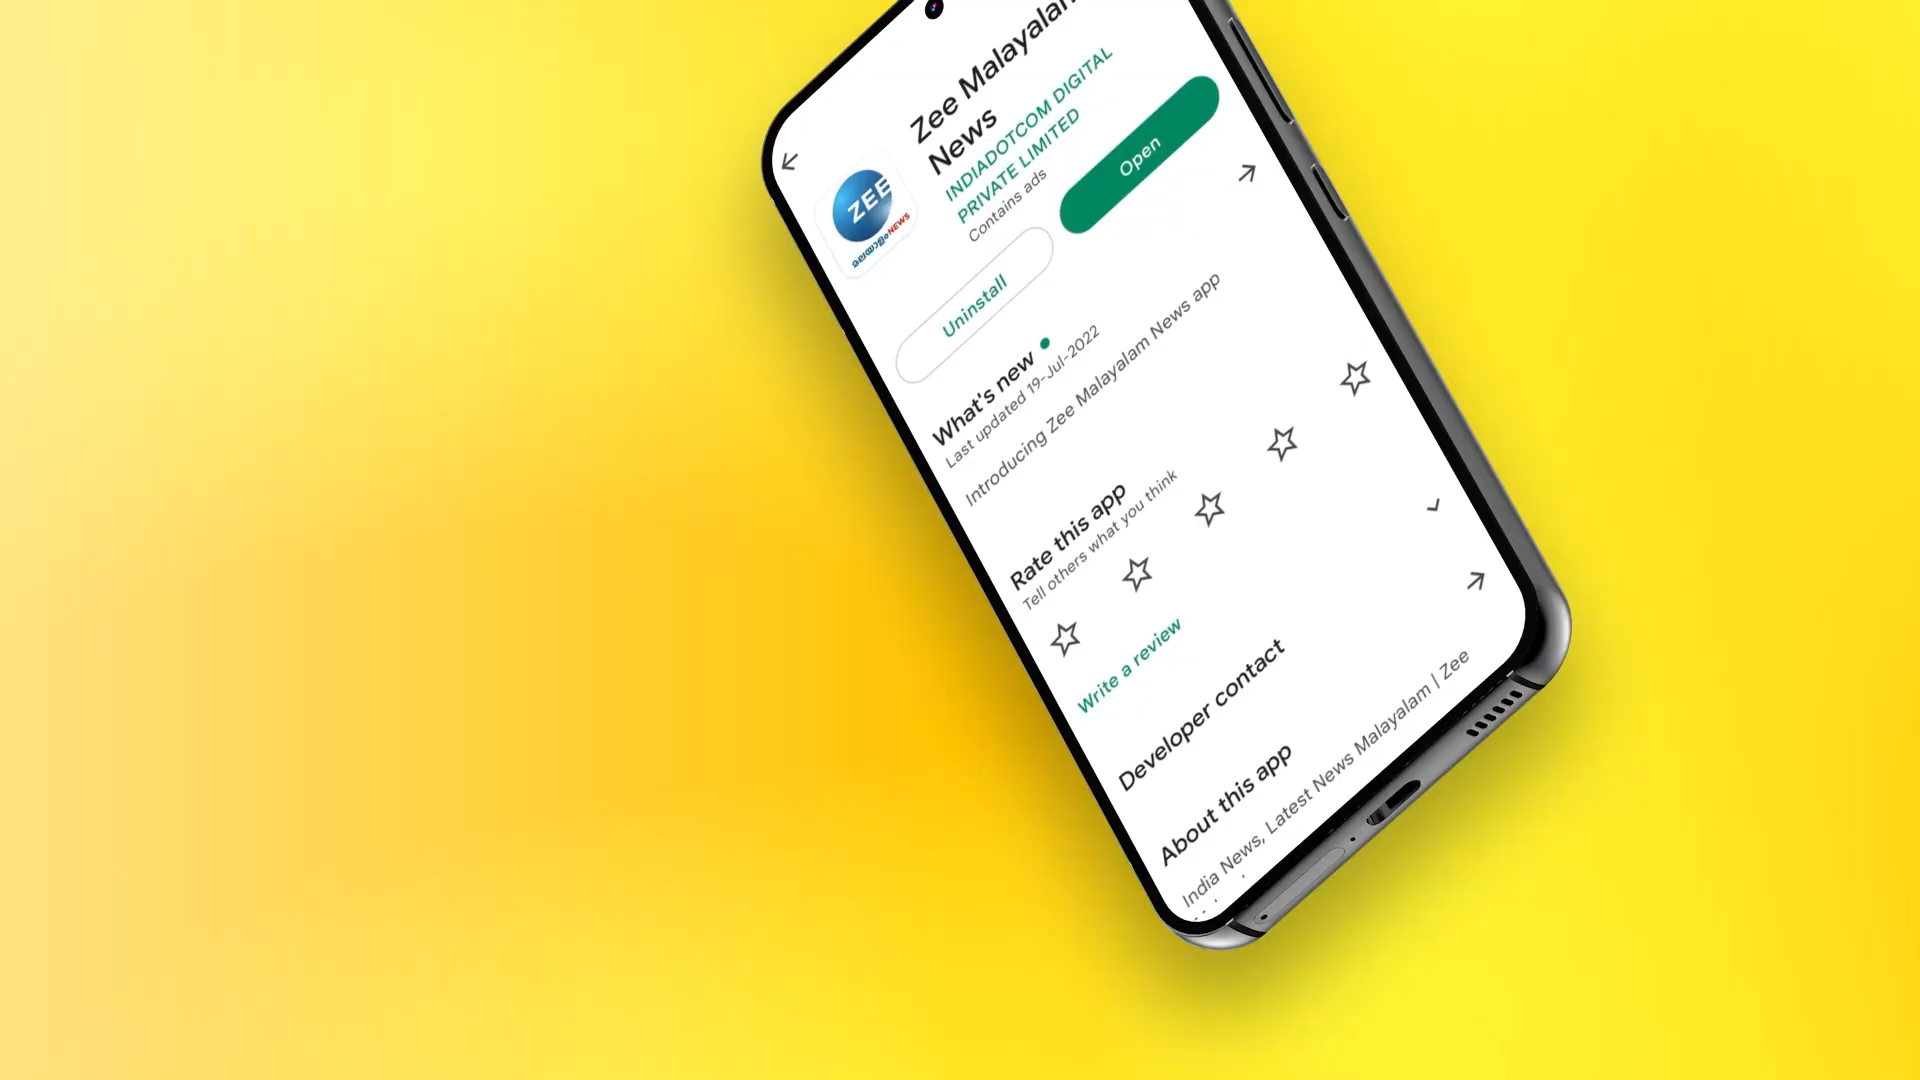 Zee Malayalam
News
INDIADOTCOM DIGITAL
PRIVATE LIMITED
Contains ads
ZEE
മലയാളം NEWS
Uninstall
Open
What's new
Last updated 19-Jul-2022
Introducing Zee Malayalam News app
Rate this app
Tell others what you think
Write a review
Developer contact
About this app
India News, Latest News Malayalam | Zee